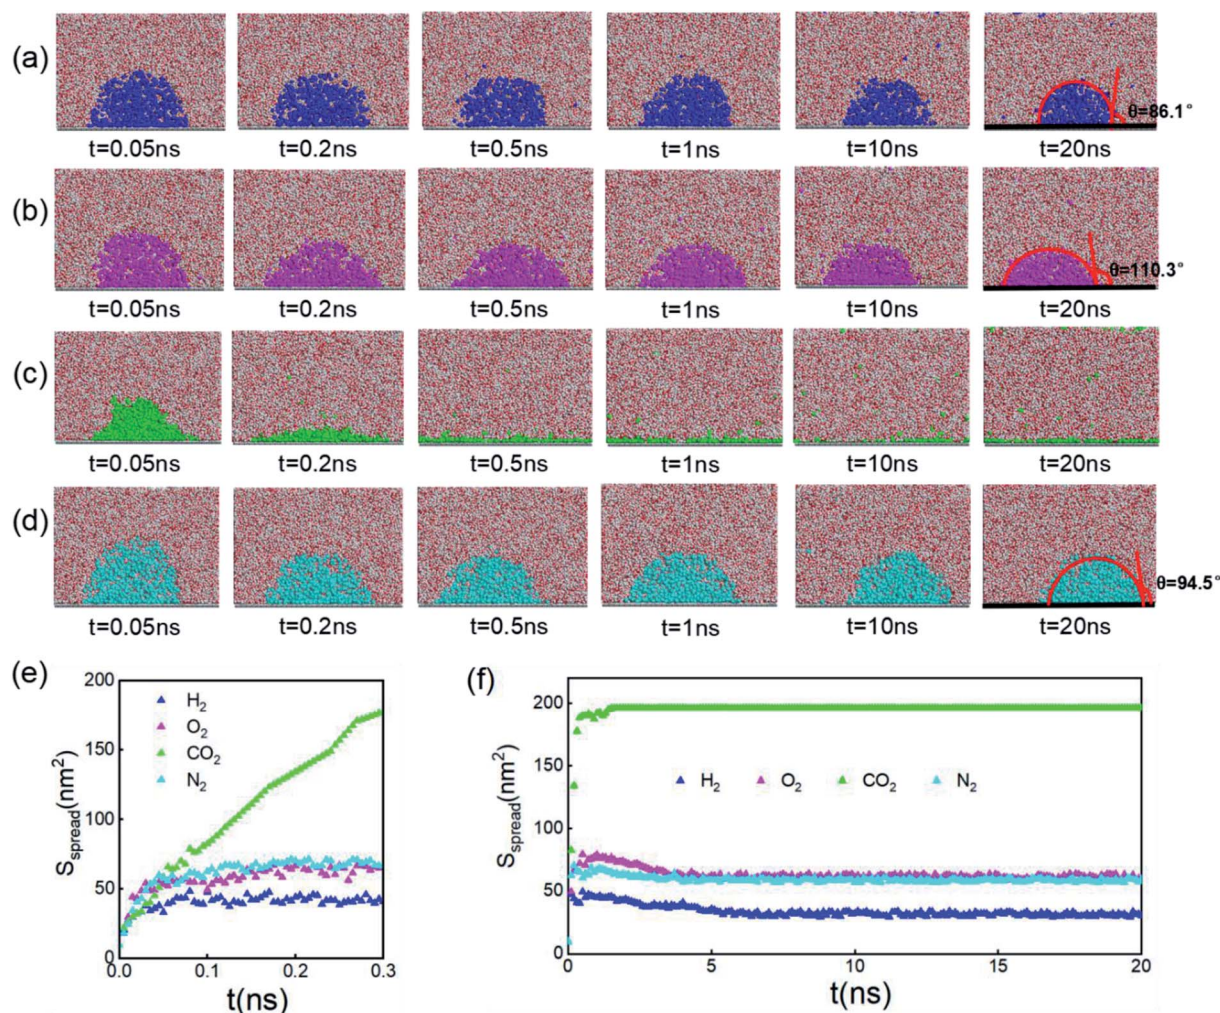 (a)
θ=86.1°
t=0.05ns t=0.2ns t=0.5ns t=1ns t=10ns t=20ns
(b)
θ=110.3°
t=0.05ns t=0.2ns t=0.5ns t=1ns t=10ns t=20ns
(c)
t=0.05ns t=0.2ns t=0.5ns t=1ns t=10ns t=20ns
(d)
θ=94.5°
t=0.05ns t=0.2ns t=0.5ns t=1ns t=10ns t=20ns
(e)
200
150
100
50
0
S_spread(nm²)
H₂
O₂
CO₂
N₂
0.0 0.1 0.2 0.3
t(ns)
(f)
200
150
100
50
0
S_spread(nm²)
H₂ O₂ CO₂ N₂
0 5 10 15 20
t(ns)